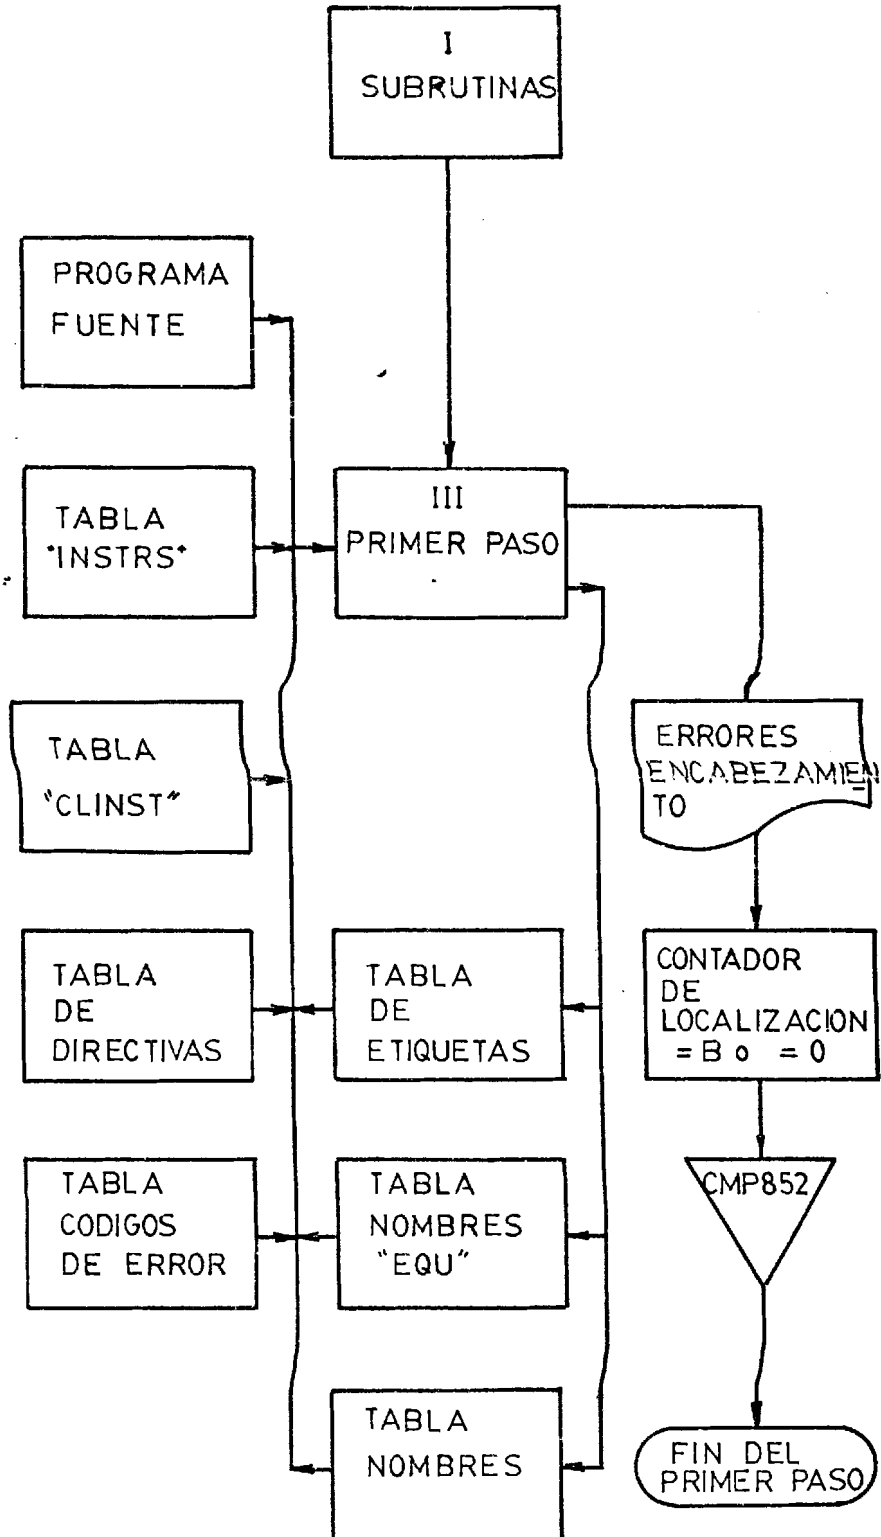 I
SUBRUTINAS
PROGRAMA
FUENTE
TABLA
"INSTRS"
III
PRIMER PASO
TABLA
"CLINST"
ERRORES
ENCABEZAMIEN
TO
TABLA
DE
DIRECTIVAS
TABLA
DE
ETIQUETAS
CONTADOR
DE
LOCALIZACION
= B o = 0
TABLA
CODIGOS
DE ERROR
TABLA
NOMBRES
"EQU"
CMP852
TABLA
NOMBRES
FIN DEL
PRIMER PASO